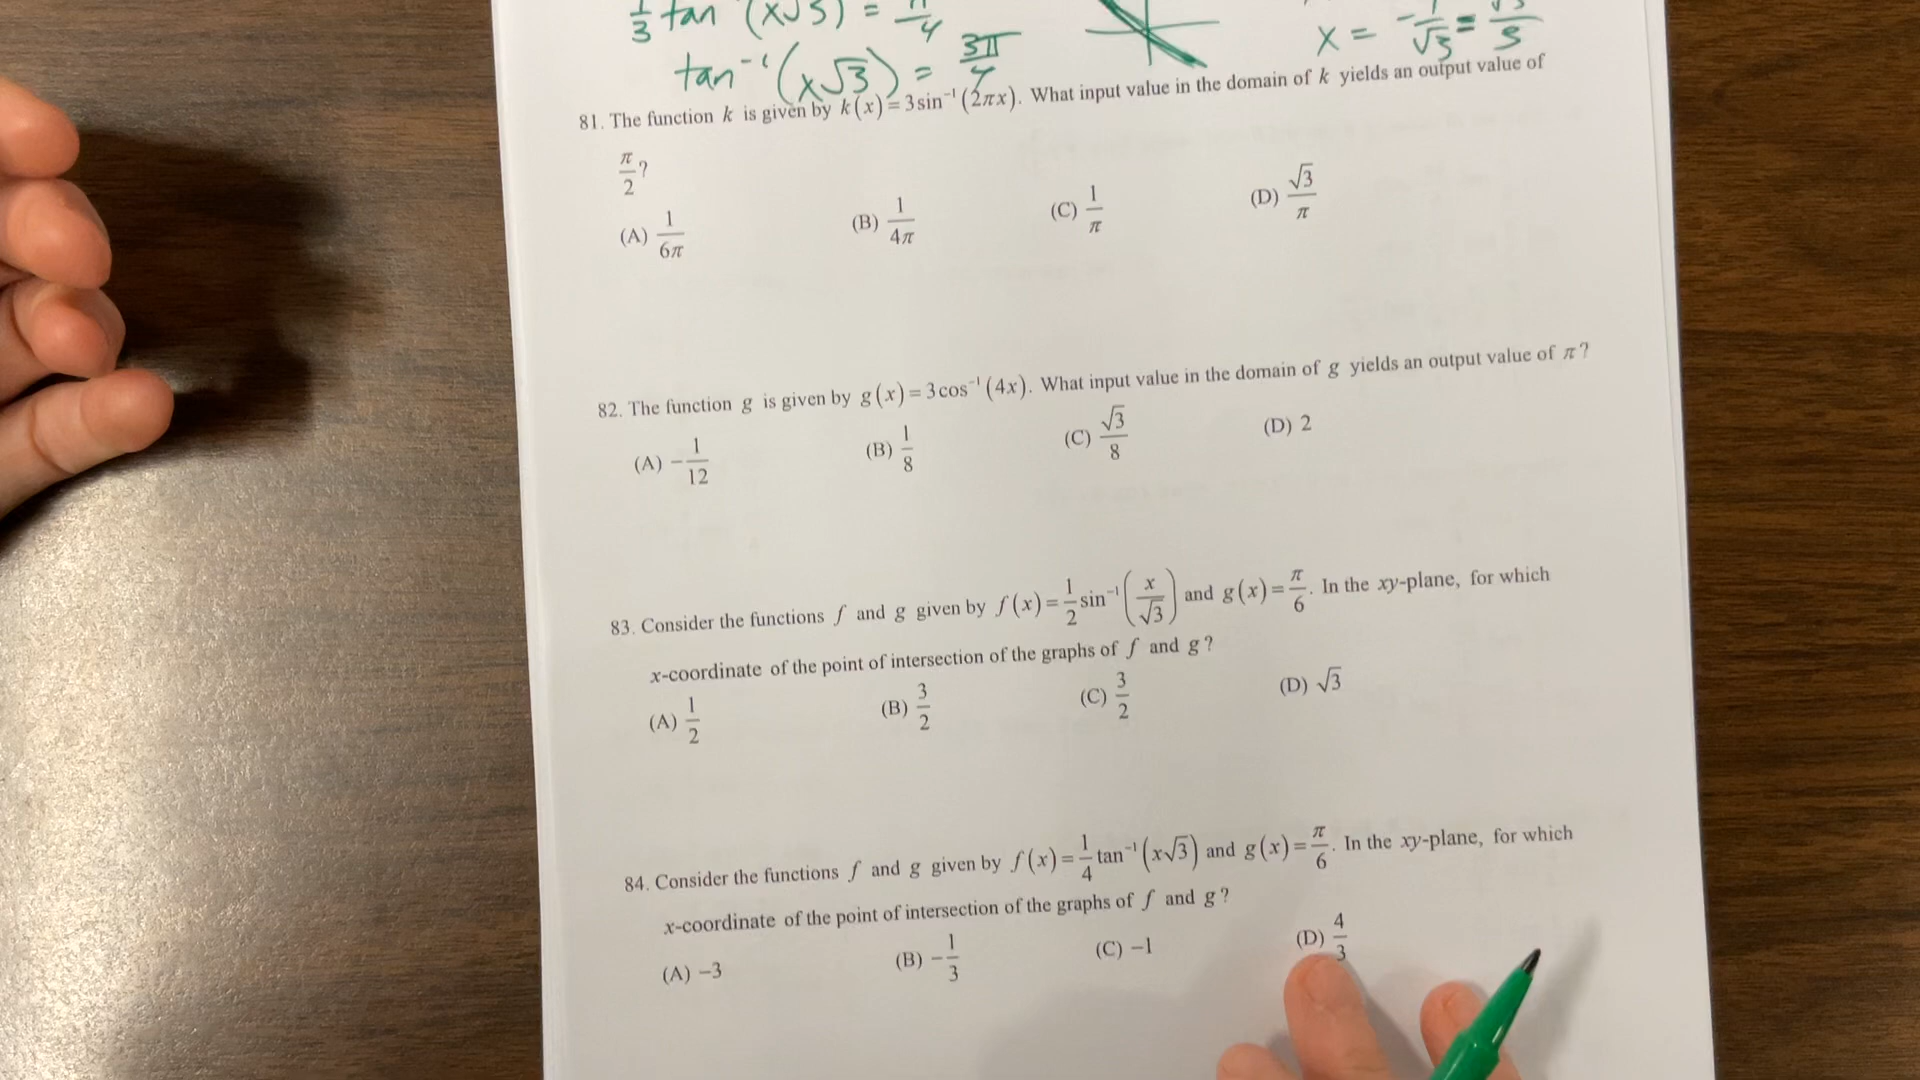 1/3 tan (x√3) = π/4
tan⁻¹(x√3) = 3π/4
x = -1/√3 = √3/3
81. The function k is given by k(x) = 3 sin⁻¹(2πx). What input value in the domain of k yields an output value of
π/2?
(A) 1/6π (B) 1/4π (C) 1/π (D) √3/π
82. The function g is given by g(x) = 3 cos⁻¹(4x). What input value in the domain of g yields an output value of π?
(A) -1/12 (B) 1/8 (C) √3/8 (D) 2
83. Consider the functions f and g given by f(x) = 1/2 sin⁻¹(x/√3) and g(x) = π/6. In the xy-plane, for which
x-coordinate of the point of intersection of the graphs of f and g?
(A) 1/2 (B) 3/2 (C) 3/2 (D) √3
84. Consider the functions f and g given by f(x) = 1/4 tan⁻¹(x√3) and g(x) = π/6. In the xy-plane, for which
x-coordinate of the point of intersection of the graphs of f and g?
(A) -3 (B) -1/3 (C) -1 (D) 4/3